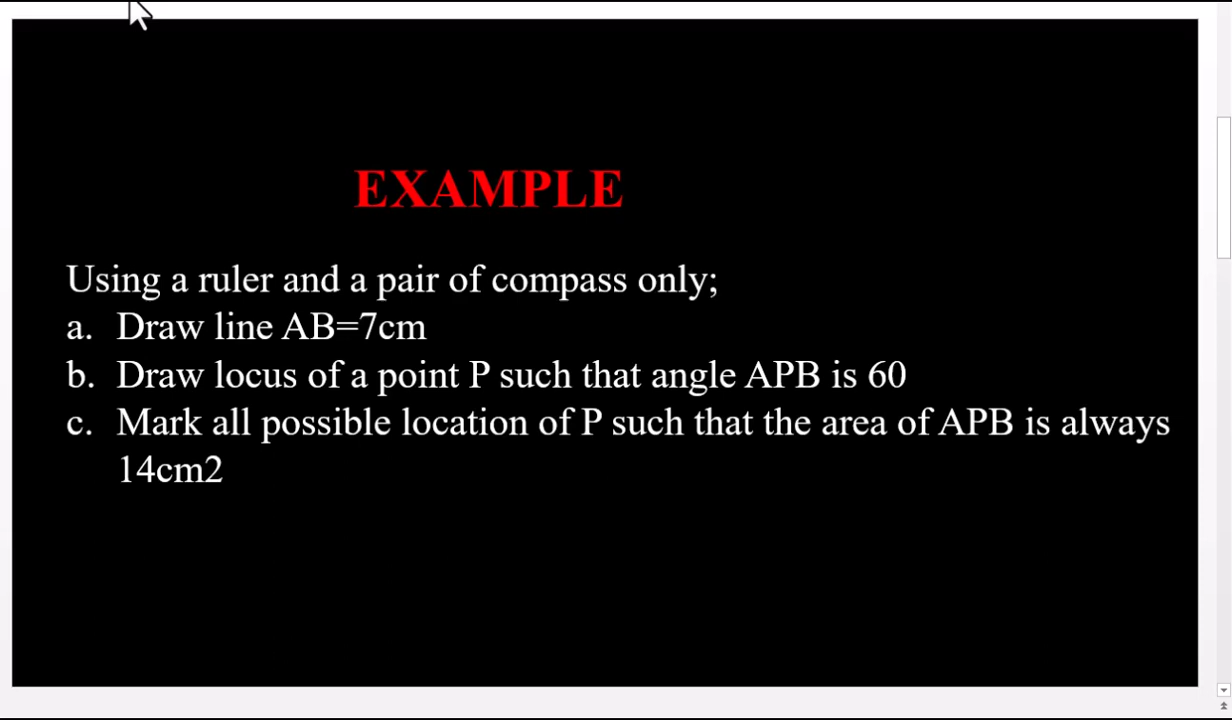 EXAMPLE
Using a ruler and a pair of compass only;
a. Draw line AB=7cm
b. Draw locus of a point P such that angle APB is 60
c. Mark all possible location of P such that the area of APB is always
14cm2